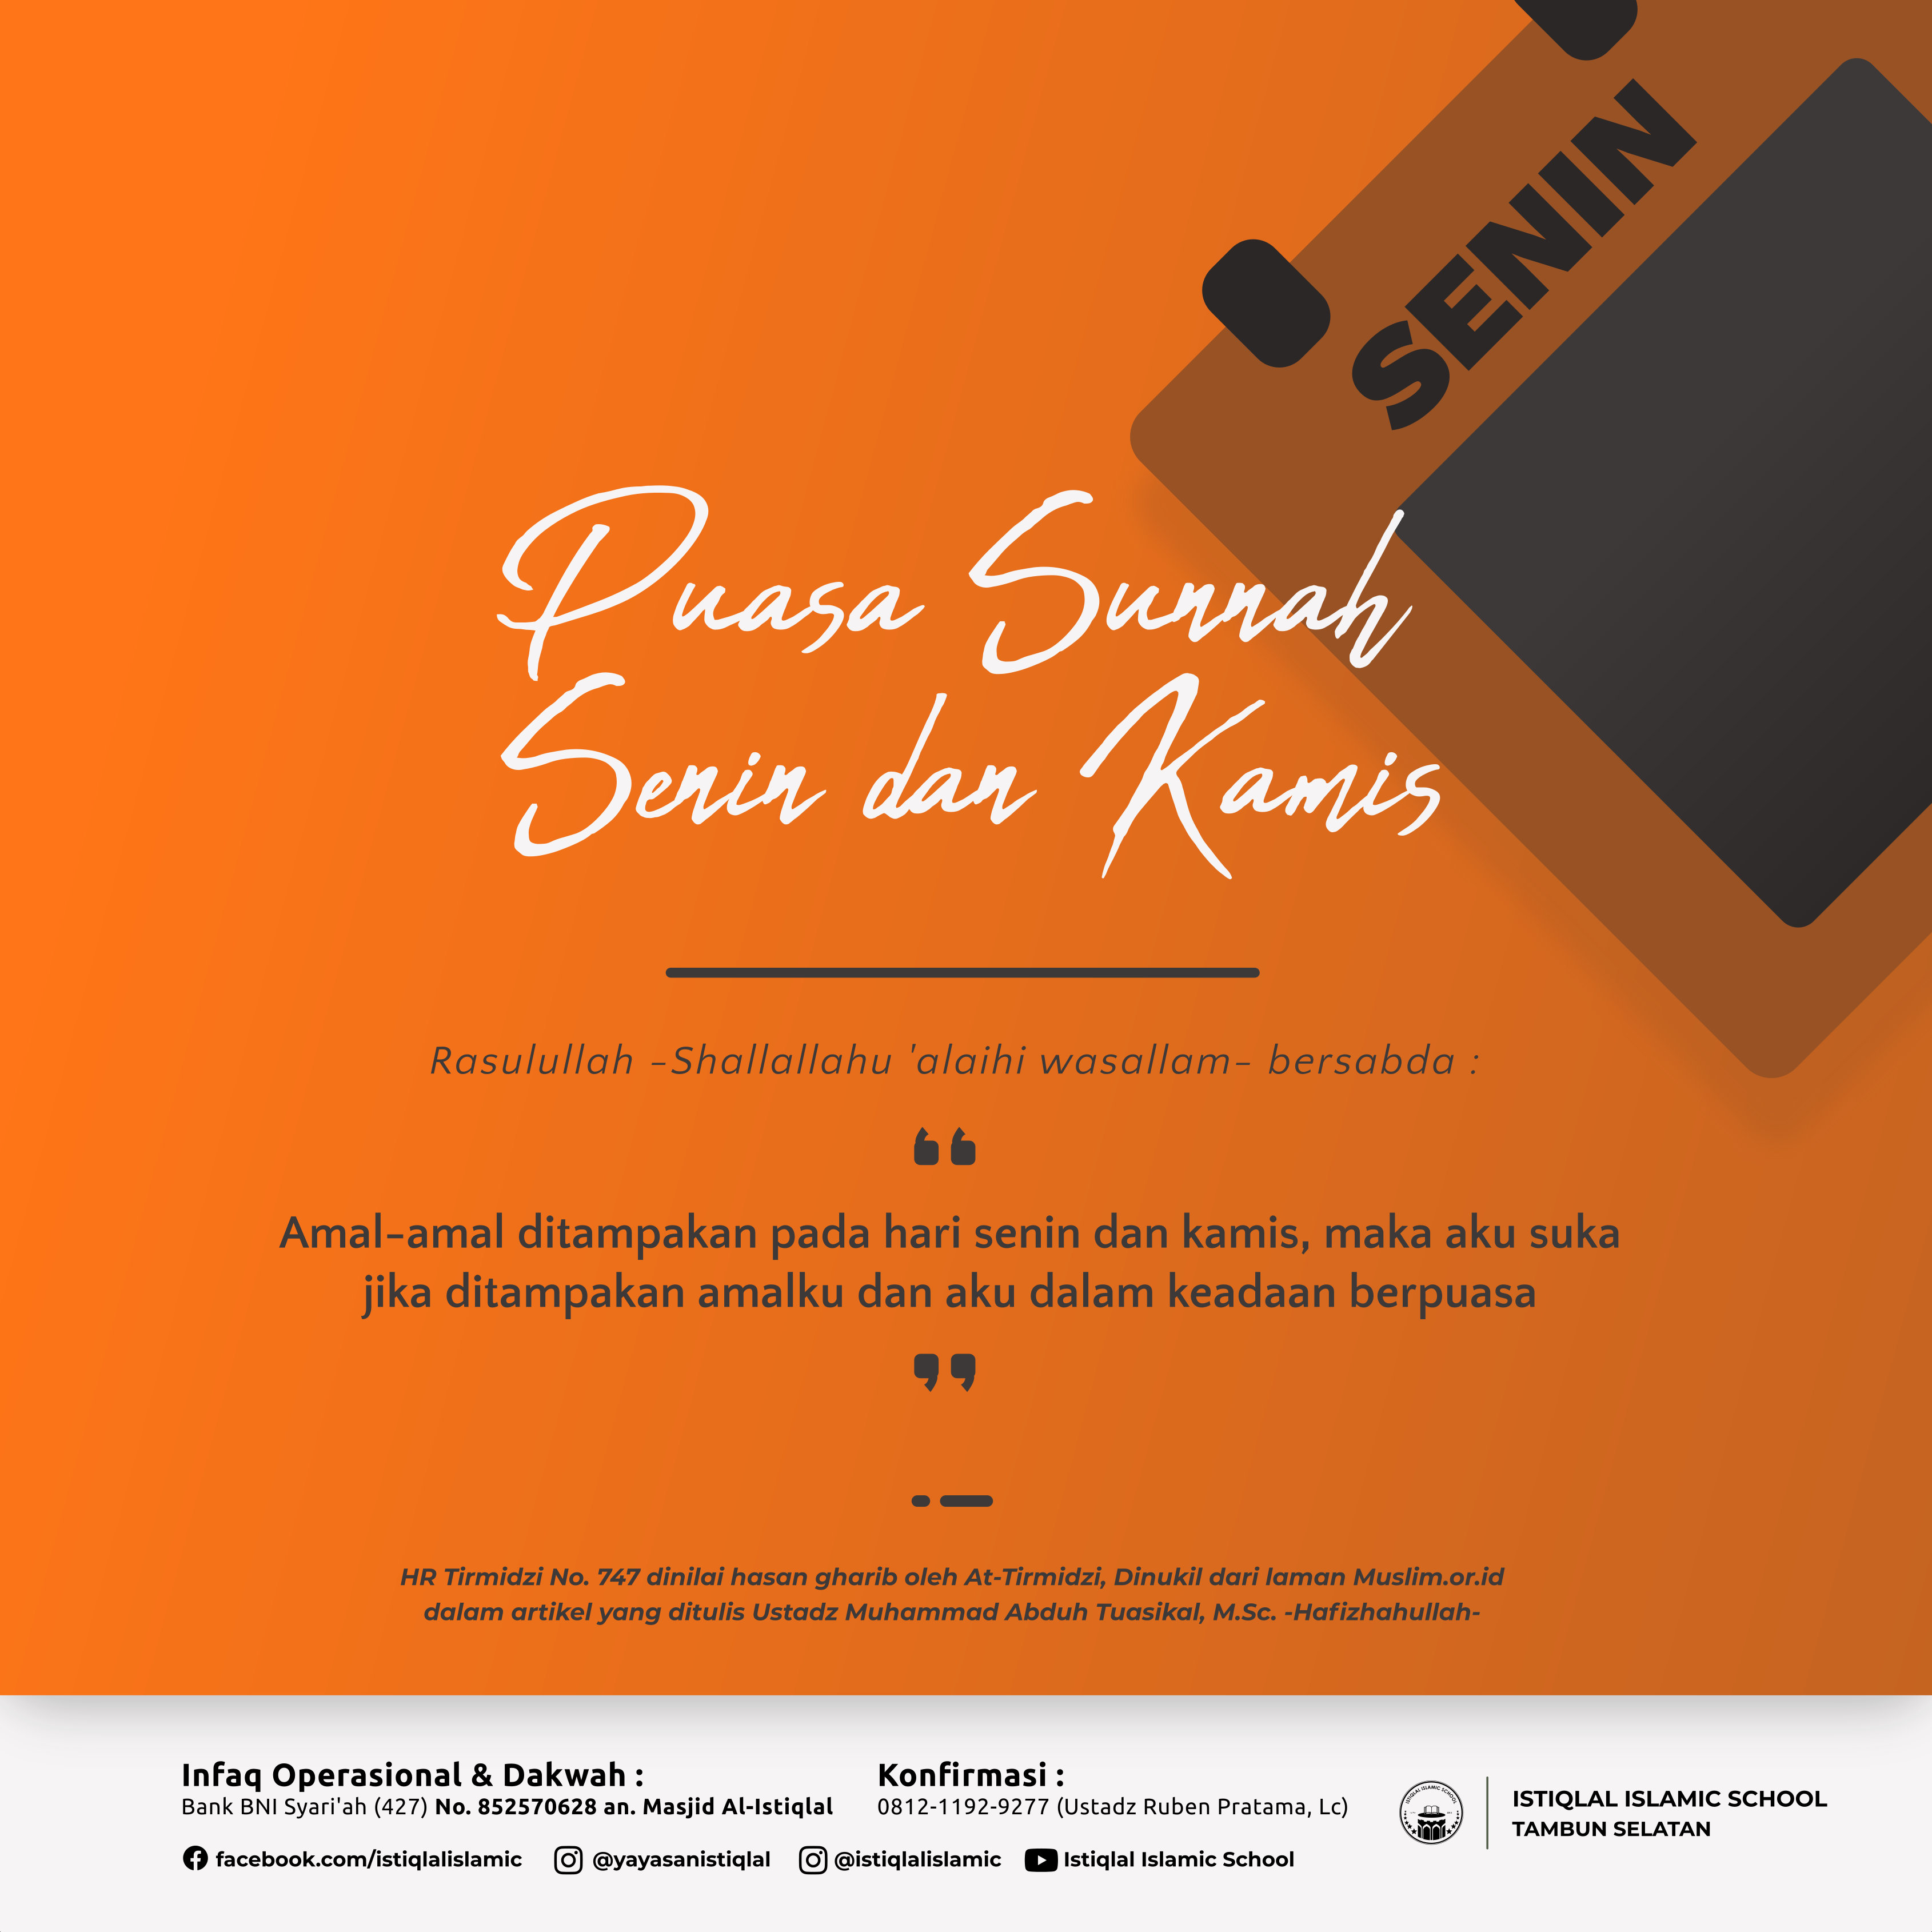 SENIN
Puasa Sunnah
Senin dan Kamis
Rasulullah -Shallallahu 'alaihi wasallam- bersabda :
“
Amal-amal ditampakan pada hari senin dan kamis, maka aku suka
jika ditampakan amalku dan aku dalam keadaan berpuasa
”
HR Tirmidzi No. 747 dinilai hasan gharib oleh At-Tirmidzi, Dinukil dari laman Muslim.or.id
dalam artikel yang ditulis Ustadz Muhammad Abduh Tuasikal, M.Sc. -Hafizhahullah-
Infaq Operasional & Dakwah :
Bank BNI Syari'ah (427) No. 852570628 an. Masjid Al-Istiqlal
Konfirmasi :
0812-1192-9277 (Ustadz Ruben Pratama, Lc)
facebook.com/istiqlalislamic
@yayasanistiqlal
@istiqlalislamic
Istiqlal Islamic School
ISTIQLAL ISLAMIC SCHOOL
ISTIQLAL ISLAMIC SCHOOL
TAMBUN SELATAN